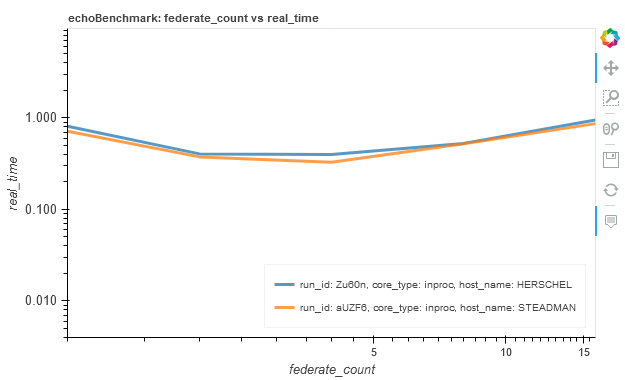 echoBenchmark: federate_count vs real_time
1.000
0.100
0.010
real_time
run_id: Zu60n, core_type: inproc, host_name: HERSCHEL
run_id: aUZF6, core_type: inproc, host_name: STEADMAN
5
10
15
federate_count